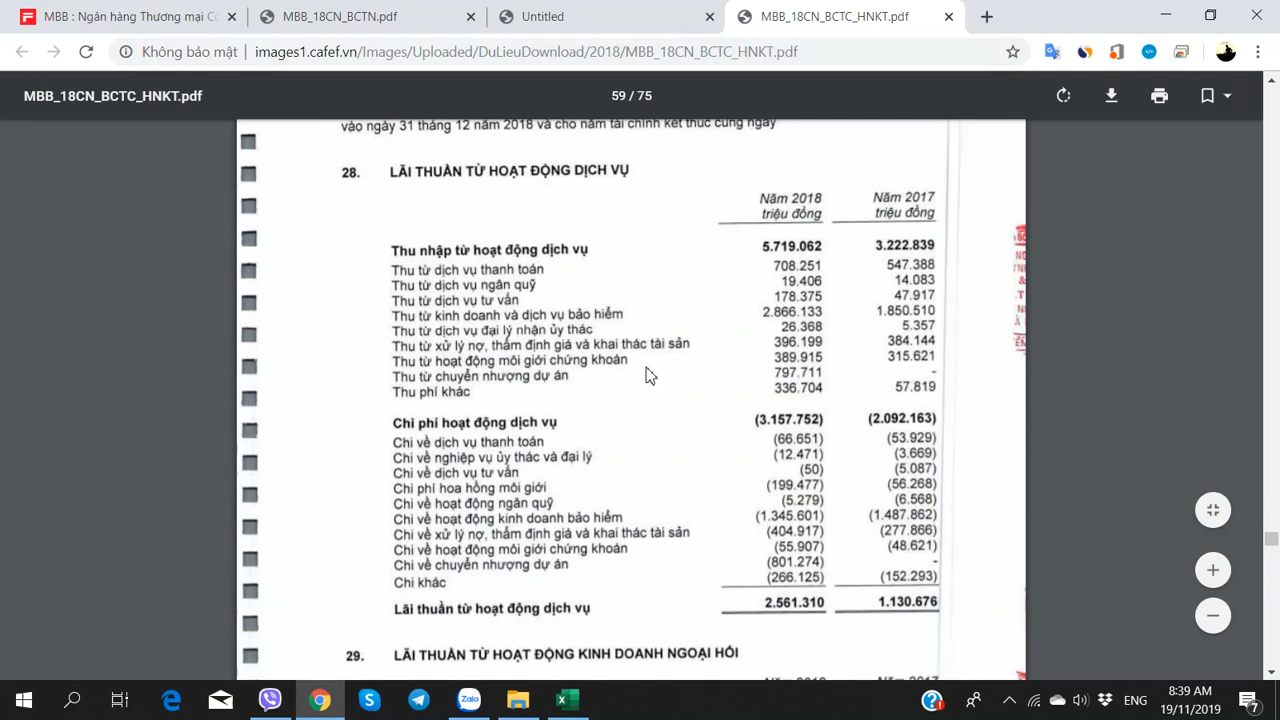 MBB : Ngân hàng Thương mại Cổ
MBB_18CN_BCTN.pdf
Untitled
MBB_18CN_BCTC_HNKT.pdf
Không bảo mật | images1.cafef.vn/Images/Uploaded/DuLieuDownload/2018/MBB_18CN_BCTC_HNKT.pdf
MBB_18CN_BCTC_HNKT.pdf 59 / 75
vào ngày 31 tháng 12 năm 2018 và cho năm tài chính kết thúc cùng ngày
28. LÃI THUẦN TỪ HOẠT ĐỘNG DỊCH VỤ
Năm 2018 Năm 2017
triệu đồng triệu đồng
Thu nhập từ hoạt động dịch vụ 5.719.062 3.222.839
Thu từ dịch vụ thanh toán 708.251 547.388
Thu từ dịch vụ ngân quỹ 19.406 14.083
Thu từ dịch vụ tư vấn 178.375 47.917
Thu từ kinh doanh và dịch vụ bảo hiểm 2.866.133 1.850.510
Thu từ dịch vụ đại lý nhận ủy thác 26.368 5.357
Thu từ xử lý nợ, thẩm định giá và khai thác tài sản 396.199 384.144
Thu từ hoạt động môi giới chứng khoán 389.915 315.621
Thu từ chuyển nhượng dự án 797.711 -
Thu phí khác 336.704 57.819
Chi phí hoạt động dịch vụ (3.157.752) (2.092.163)
Chi về dịch vụ thanh toán (66.651) (53.929)
Chi về nghiệp vụ ủy thác và đại lý (12.471) (3.669)
Chi về dịch vụ tư vấn (50) (5.087)
Chi phí hoa hồng môi giới (199.477) (56.268)
Chi về hoạt động ngân quỹ (5.279) (6.568)
Chi về hoạt động kinh doanh bảo hiểm (1.345.601) (1.487.862)
Chi về xử lý nợ, thẩm định giá và khai thác tài sản (404.917) (277.866)
Chi về hoạt động môi giới chứng khoán (55.907) (48.621)
Chi về chuyển nhượng dự án (801.274) -
Chi khác (266.125) (152.293)
Lãi thuần từ hoạt động dịch vụ 2.561.310 1.130.676
29. LÃI THUẦN TỪ HOẠT ĐỘNG KINH DOANH NGOẠI HỐI
Zalo
ENG
8:39 AM
19/11/2019
7